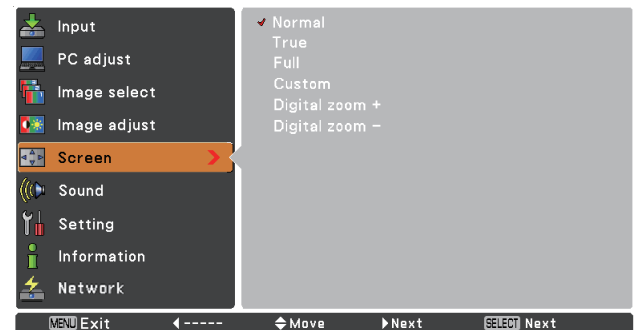 Input
PC adjust
Image select
Image adjust
Screen
Sound
Setting
Information
Network
Normal
True
Full
Custom
Digital zoom +
Digital zoom –
MENU Exit ◀ ----- ◆Move ▶Next SELECT Next